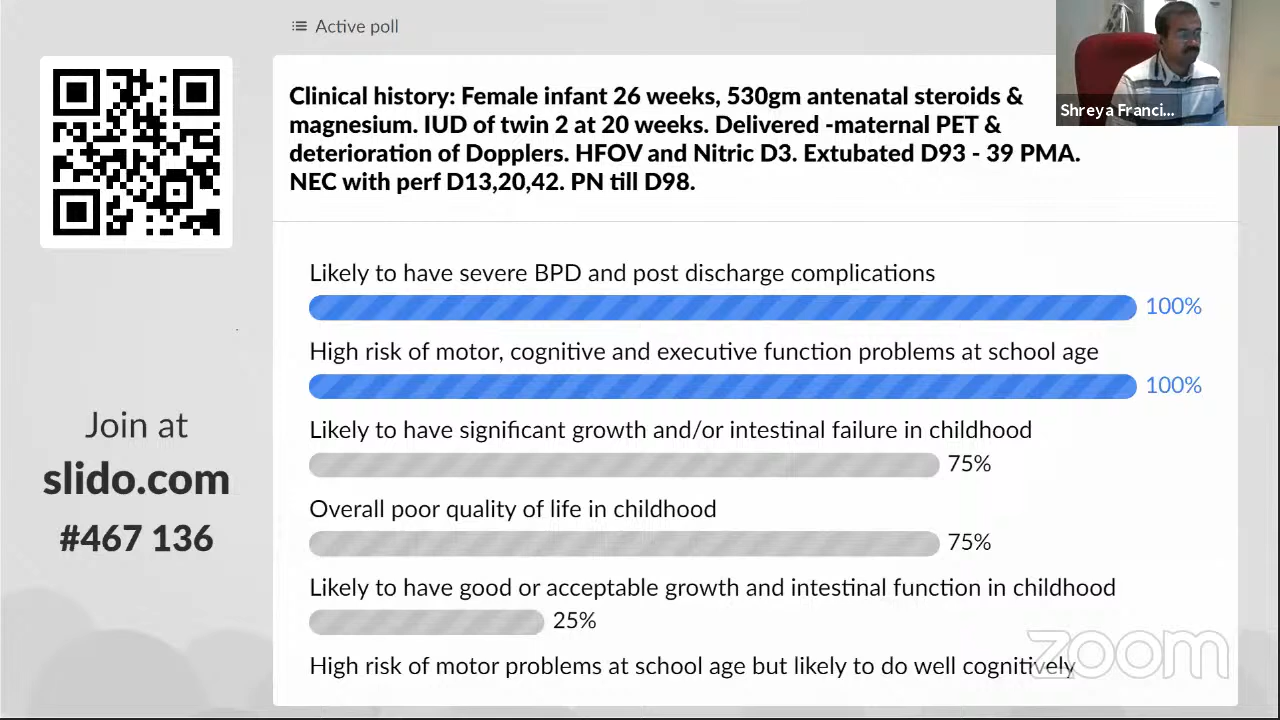 Active poll
Clinical history: Female infant 26 weeks, 530gm antenatal steroids &
magnesium. IUD of twin 2 at 20 weeks. Delivered -maternal PET &
deterioration of Dopplers. HFOV and Nitric D3. Extubated D93 - 39 PMA.
NEC with perf D13,20,42. PN till D98.
Shreya Franci...
Likely to have severe BPD and post discharge complications
100%
High risk of motor, cognitive and executive function problems at school age
100%
Likely to have significant growth and/or intestinal failure in childhood
75%
Overall poor quality of life in childhood
75%
Likely to have good or acceptable growth and intestinal function in childhood
25%
High risk of motor problems at school age but likely to do well cognitively
Join at
slido.com
#467 136
zoom